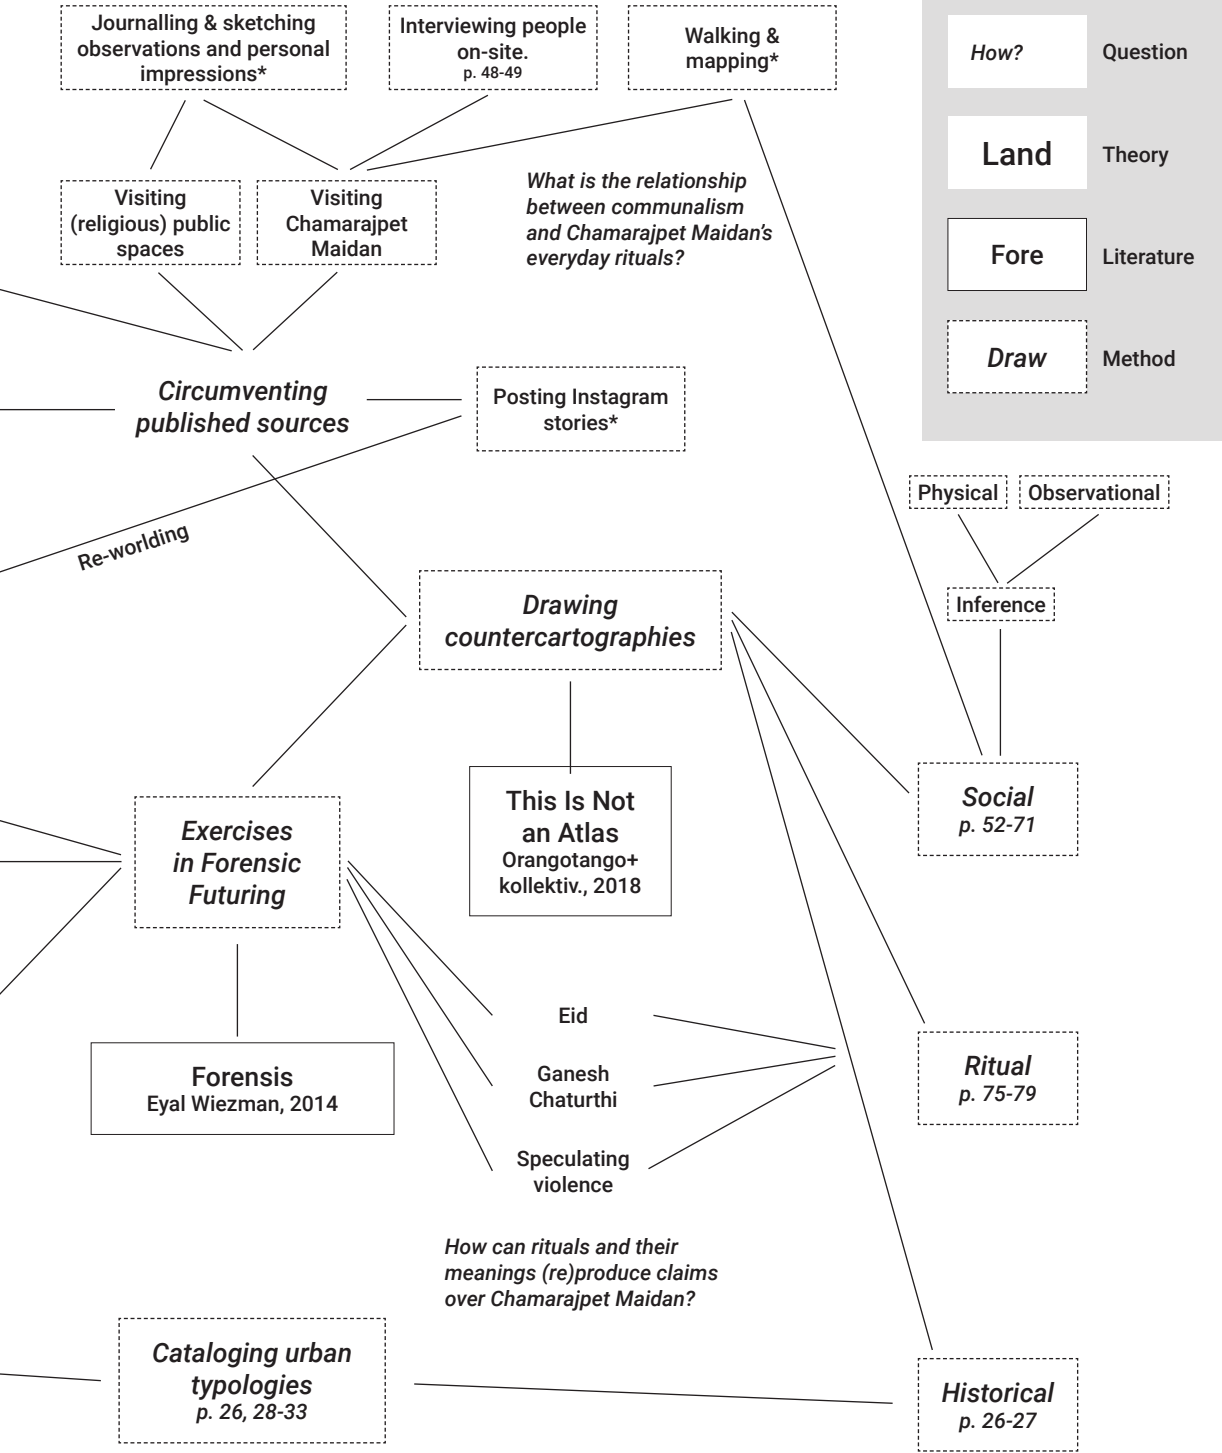 Journalling & sketching
observations and personal
impressions*
Interviewing people
on-site.
p. 48-49
Walking &
mapping*
How?
Question
Land
Theory
Fore
Literature
Draw
Method
Visiting
(religious) public
spaces
Visiting
Chamarajpet
Maidan
What is the relationship
between communalism
and Chamarajpet Maidan's
everyday rituals?
Circumventing
published sources
Posting Instagram
stories*
Re-worlding
Physical
Observational
Inference
Drawing
countercartographies
This Is Not
an Atlas
Orangotango+
kollektiv., 2018
Social
p. 52-71
Exercises
in Forensic
Futuring
Forensis
Eyal Wiezman, 2014
Eid
Ganesh
Chaturthi
Speculating
violence
Ritual
p. 75-79
How can rituals and their
meanings (re)produce claims
over Chamarajpet Maidan?
Cataloging urban
typologies
p. 26, 28-33
Historical
p. 26-27